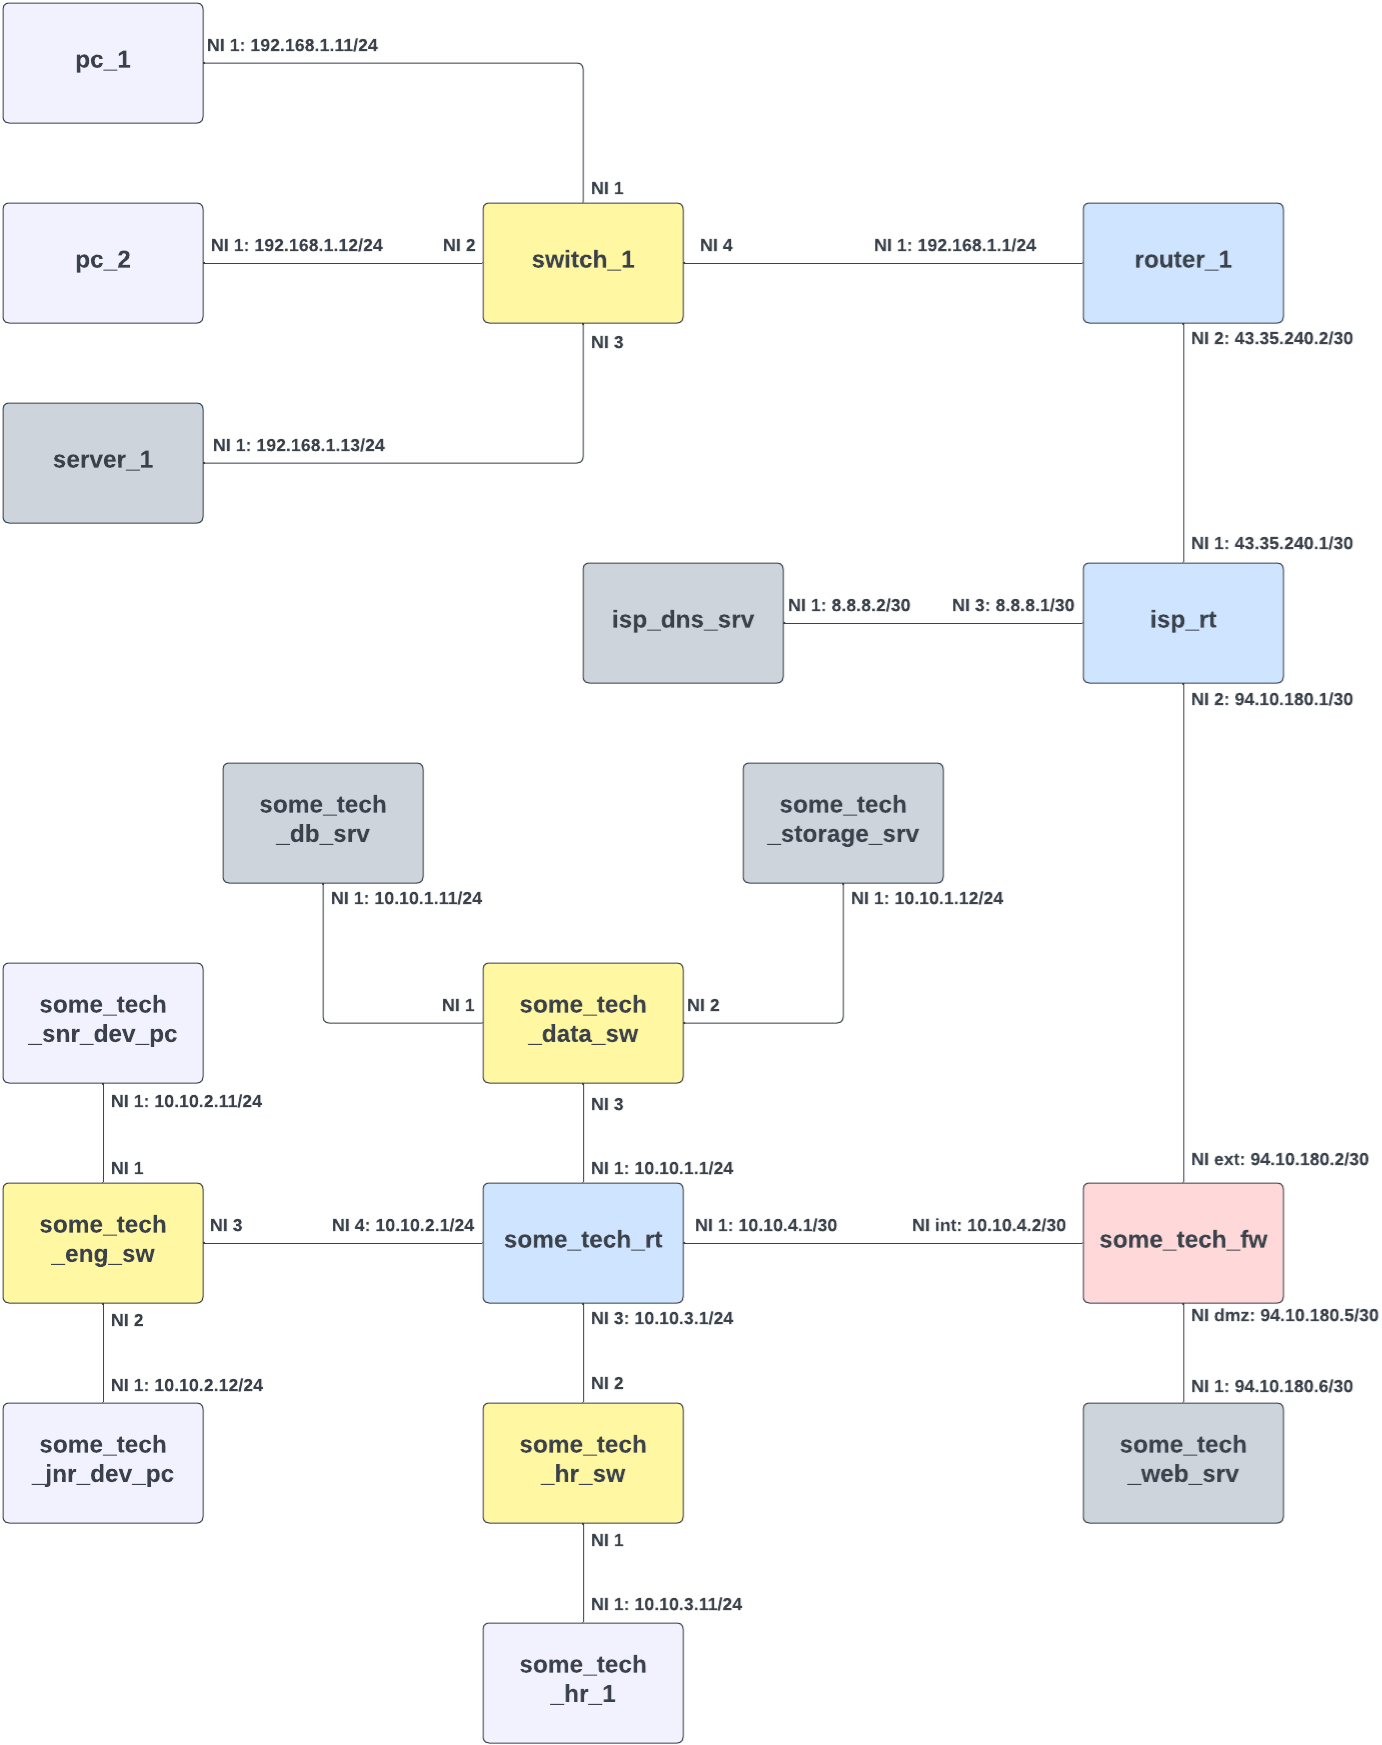 pc_1
NI 1: 192.168.1.11/24
NI 1
pc_2
NI 1: 192.168.1.12/24
NI 2
switch_1
NI 4
NI 1: 192.168.1.1/24
router_1
NI 3
NI 2: 43.35.240.2/30
server_1
NI 1: 192.168.1.13/24
NI 1: 43.35.240.1/30
isp_dns_srv
NI 1: 8.8.8.2/30
NI 3: 8.8.8.1/30
isp_rt
NI 2: 94.10.180.1/30
some_tech
_db_srv
some_tech
_storage_srv
NI 1: 10.10.1.11/24
NI 1: 10.10.1.12/24
some_tech
_snr_dev_pc
NI 1
some_tech
_data_sw
NI 2
NI 1: 10.10.2.11/24
NI 3
NI 1
NI 1: 10.10.1.1/24
NI ext: 94.10.180.2/30
some_tech
_eng_sw
NI 3
NI 4: 10.10.2.1/24
some_tech_rt
NI 1: 10.10.4.1/30
NI int: 10.10.4.2/30
some_tech_fw
NI 2
NI 3: 10.10.3.1/24
NI dmz: 94.10.180.5/30
NI 1: 10.10.2.12/24
NI 2
NI 1: 94.10.180.6/30
some_tech
_jnr_dev_pc
some_tech
_hr_sw
some_tech
_web_srv
NI 1
NI 1: 10.10.3.11/24
some_tech
_hr_1